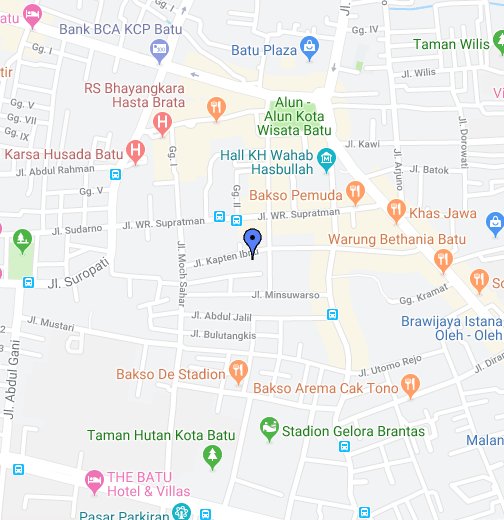 atu
Gg. I
Bank BCA KCP Batu
Batu Plaza
Jl.
Gg. IV
Taman Wilis
Jl. Wilis
tir
Gg. V
Gg. VII
Gg. IX
RS Bhayangkara
Hasta Brata
Vi
Alun -
Alun Kota
Wisata Batu
Jl. Dorowati
Karsa Husada Batu
Gg. I
Jl. Kawi
Jl. Arjuno
Hall KH Wahab
Hasbullah
Jl. Batok
Jl. Abdul Rahman
Gg. V
Gg. II
Bakso Pemuda
Jl. WR. Supratman
Jl. WR. Supratman
Khas Jawa
Jl. Sudarno
Warung Bethania Batu
Jl. Kapten Ibnu
Jl. Suropati
Jl. Moch Sahar
So
Jl. Minsuwarso
Gg. Kramat
Jl. Abdul Jalil
Jl. Mustari
Jl. Bulutangkis
Brawijaya Istana
Oleh - Oleh
Jl. Abdul Gani
Jl. Utomo Rejo
Jl. Diran
Bakso De Stadion
Bakso Arema Cak Tono
Taman Hutan Kota Batu
Stadion Gelora Brantas
Malan
THE BATU
Hotel & Villas
Pasar Parkiran